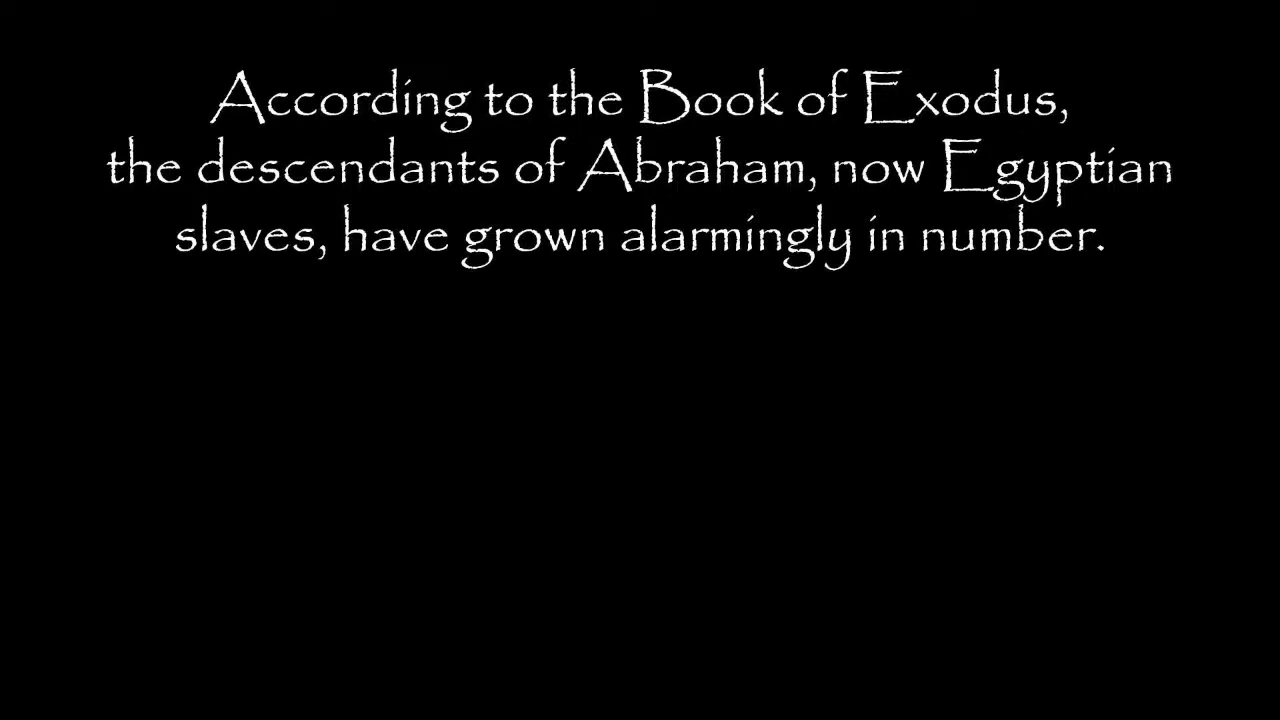 According to the Book of Exodus,
the descendants of Abraham, now Egyptian
slaves, have grown alarmingly in number.